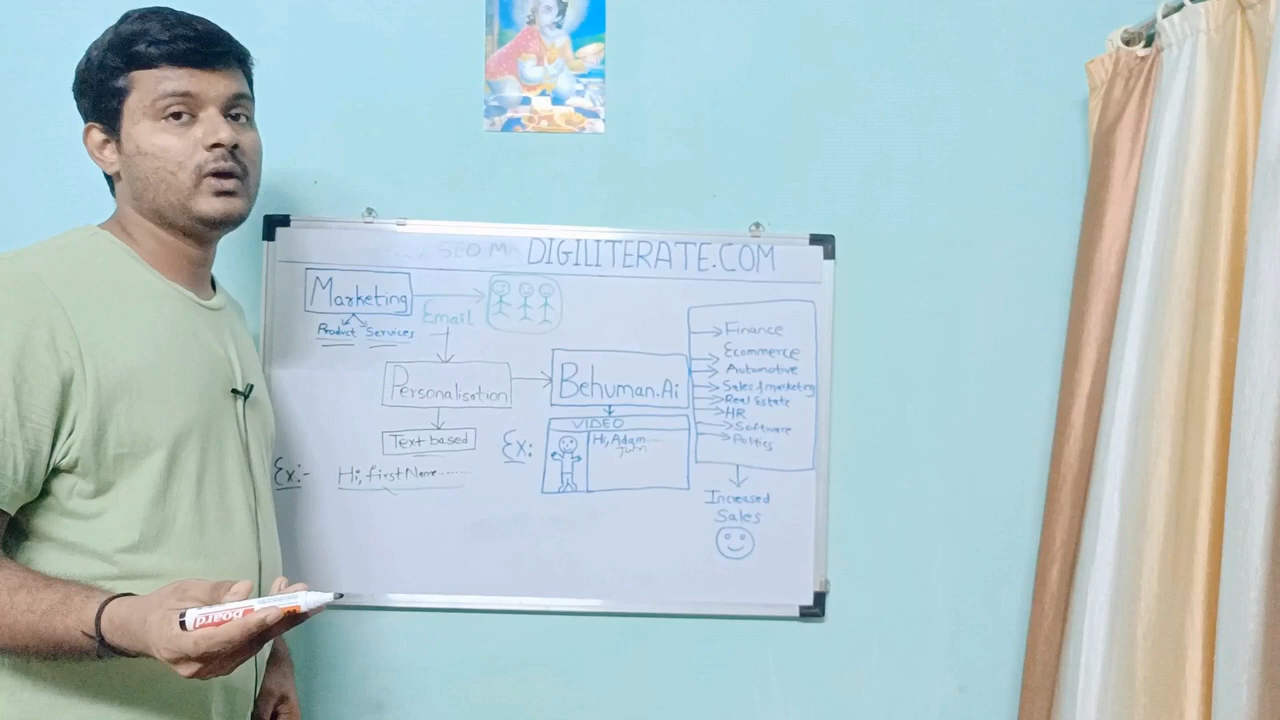 SEO
DIGILITERATE.COM
Marketing
Product Services
Email
Personalisation
Text based
Ex:- Hi, first Name........
Behuman.Ai
VIDEO
Ex:
Hi, Adam
Finance
Ecommerce
Automotive
Sales & marketing
Real Estate
HR
Software
Politics
Increased
Sales
Board